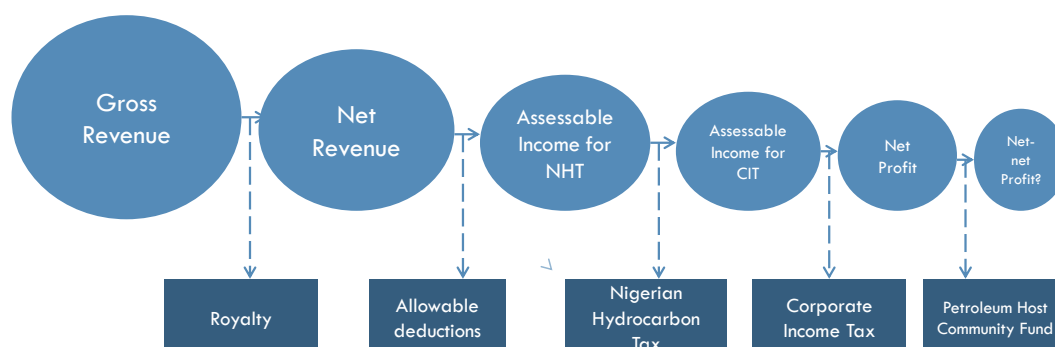 Gross
Revenue
Net
Revenue
Assessable
Income for
NHT
Assessable
Income for
CIT
Net
Profit
Net-
net
Profit?
Royalty
Allowable
deductions
Nigerian
Hydrocarbon
Tax
Corporate
Income Tax
Petroleum Host
Community Fund